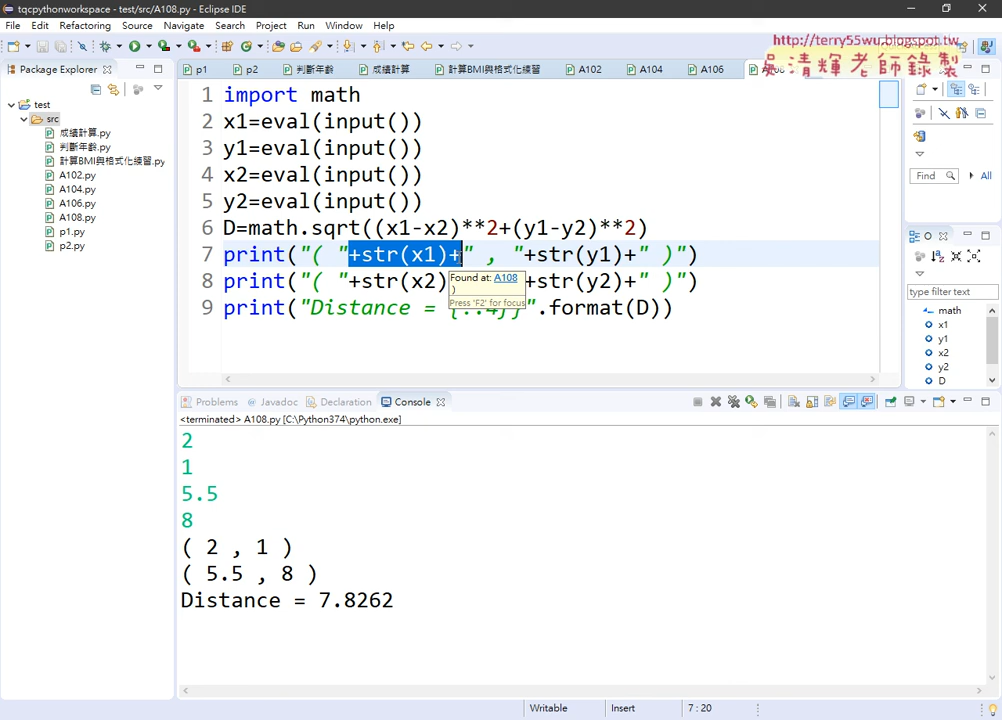 tqcpythonworkspace - test/src/A108.py - Eclipse IDE
File Edit Refactoring Source Navigate Search Project Run Window Help
http://terry55wu.blogspot.tw
吳清輝老師錄製
Package Explorer
p1 p2 判斷年齡 成績計算 計算BMI與格式化練習 A102 A104 A106
test
src
成績計算.py
判斷年齡.py
計算BMI與格式化練習.py
A102.py
A104.py
A106.py
A108.py
p1.py
p2.py
1 import math
2 x1=eval(input())
3 y1=eval(input())
4 x2=eval(input())
5 y2=eval(input())
6 D=math.sqrt((x1-x2)**2+(y1-y2)**2)
7 print("( "+str(x1)+" , "+str(y1)+" )")
8 print("( "+str(x2) +str(y2)+" )")
9 print("Distance = ".format(D))
Found at: A108
)
Press 'F2' for focus
Find All
type filter text
math
x1
y1
x2
y2
D
Problems Javadoc Declaration Console
<terminated> A108.py [C:\Python374\python.exe]
2
1
5.5
8
( 2 , 1 )
( 5.5 , 8 )
Distance = 7.8262
Writable Insert 7 : 20